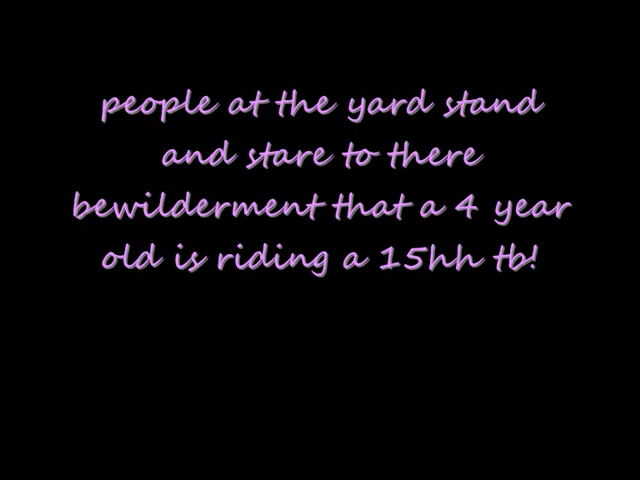 people at the yard stand
and stare to there
bewilderment that a 4 year
old is riding a 15hh tb!